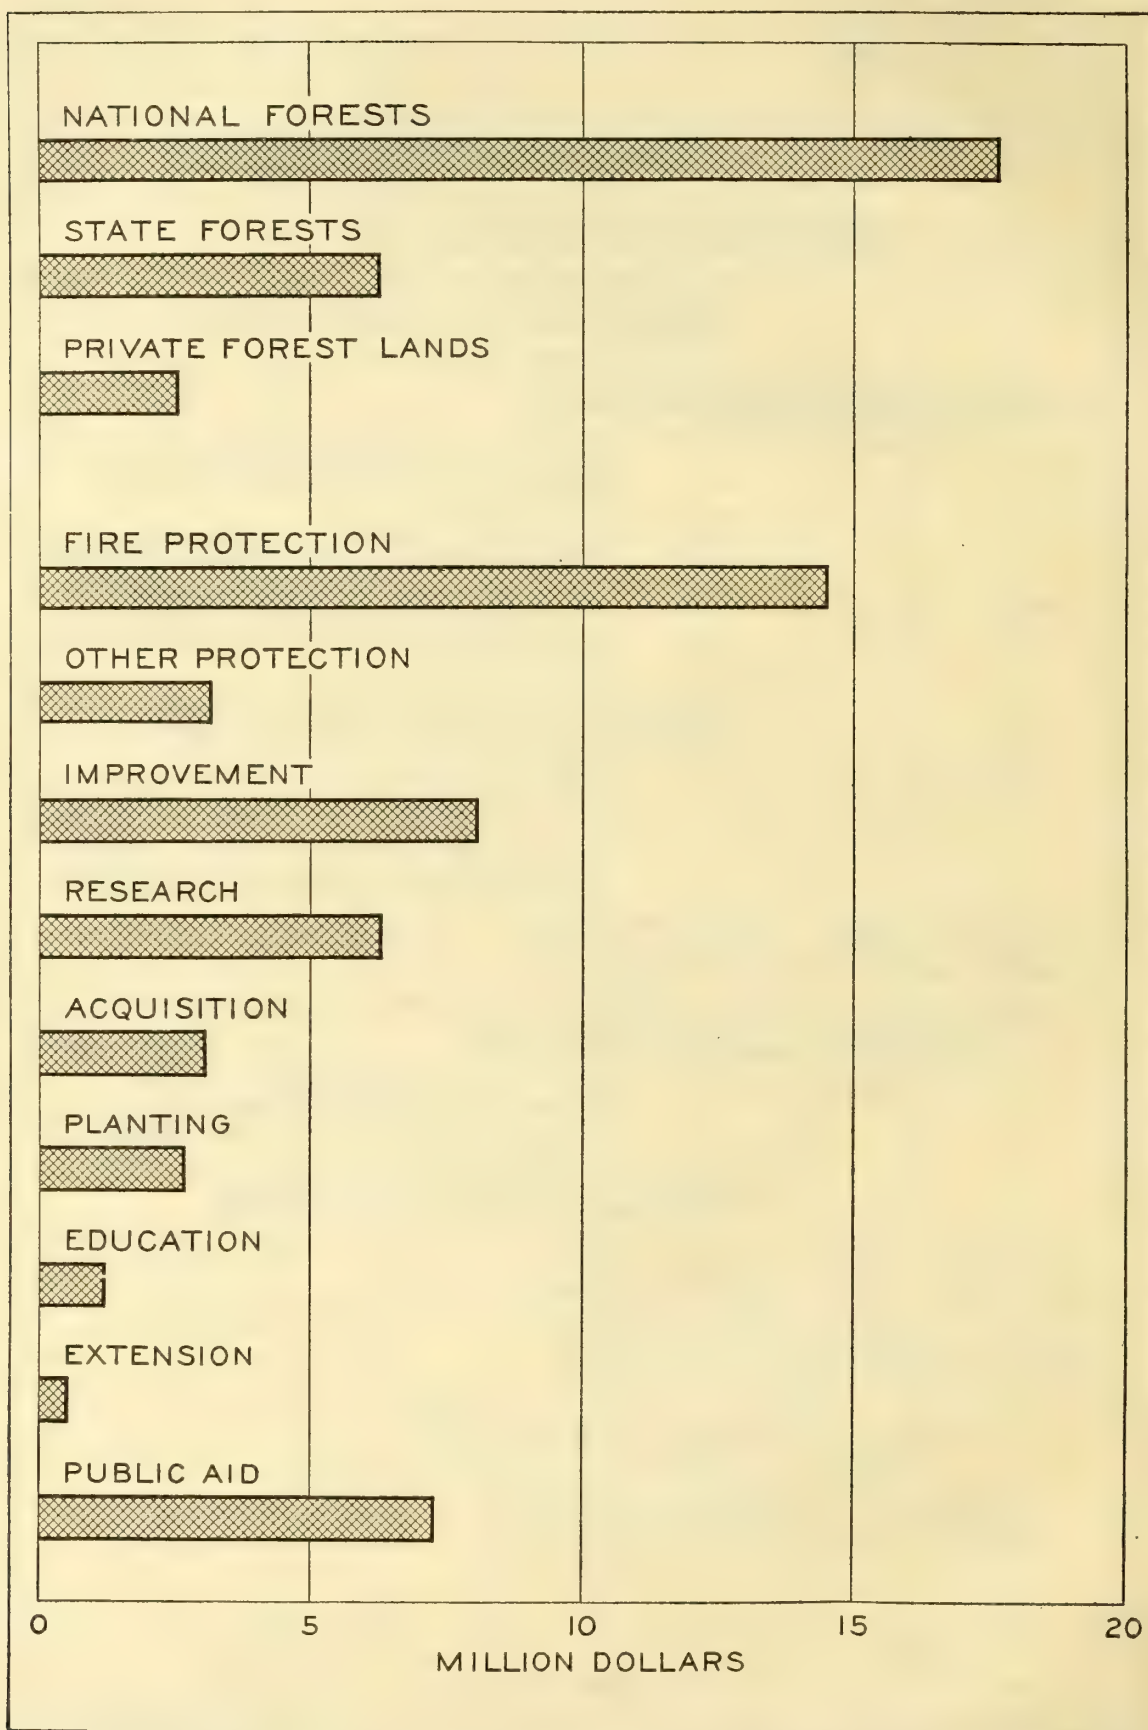 NATIONAL FORESTS
STATE FORESTS
PRIVATE FOREST LANDS
FIRE PROTECTION
OTHER PROTECTION
IMPROVEMENT
RESEARCH
ACQUISITION
PLANTING
EDUCATION
EXTENSION
PUBLIC AID
0 5 10 15 20
MILLION DOLLARS